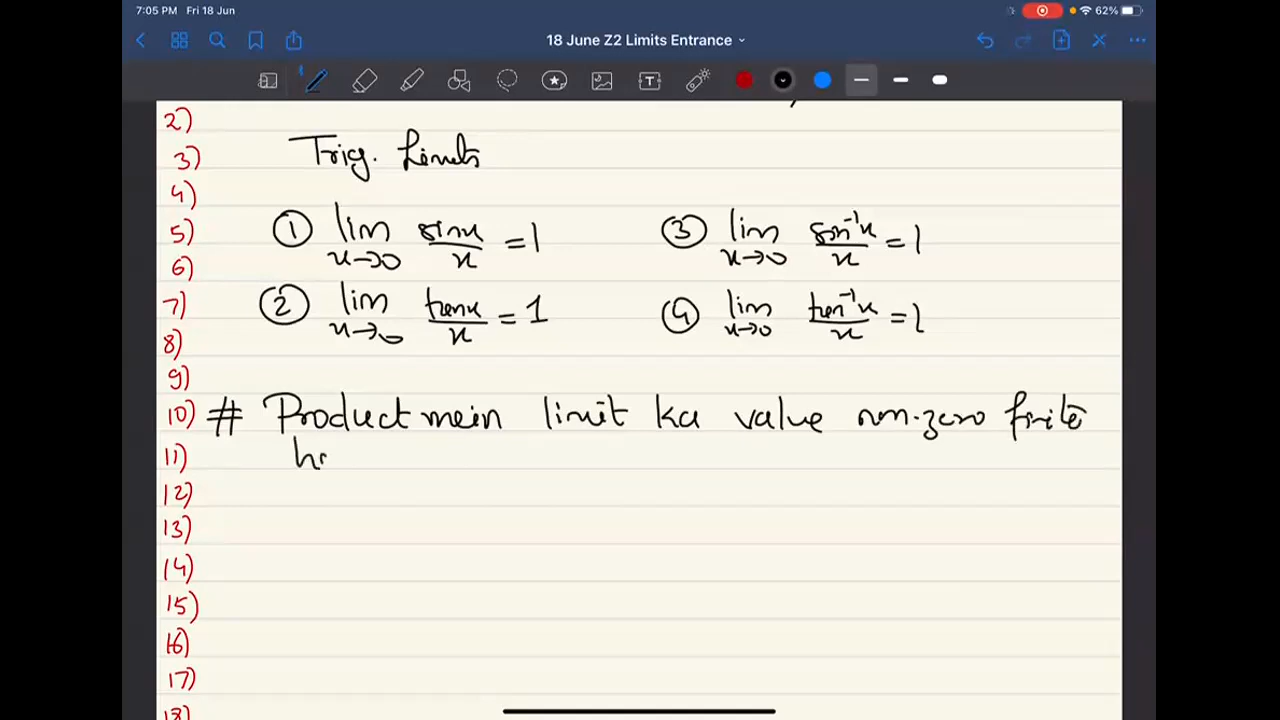 7:05 PM Fri 18 Jun
62%
18 June Z2 Limits Entrance
2)
3) Trig. Limits
4)
5) ① lim x→0 sinx/x = 1 ③ lim x→0 sin⁻¹x/x = 1
6)
7) ② lim x→0 tanx/x = 1 ④ lim x→0 tan⁻¹x/x = 1
8)
9)
10) # Product mein limit ka value non-zero finite
11) ho
12)
13)
14)
15)
16)
17)
18)